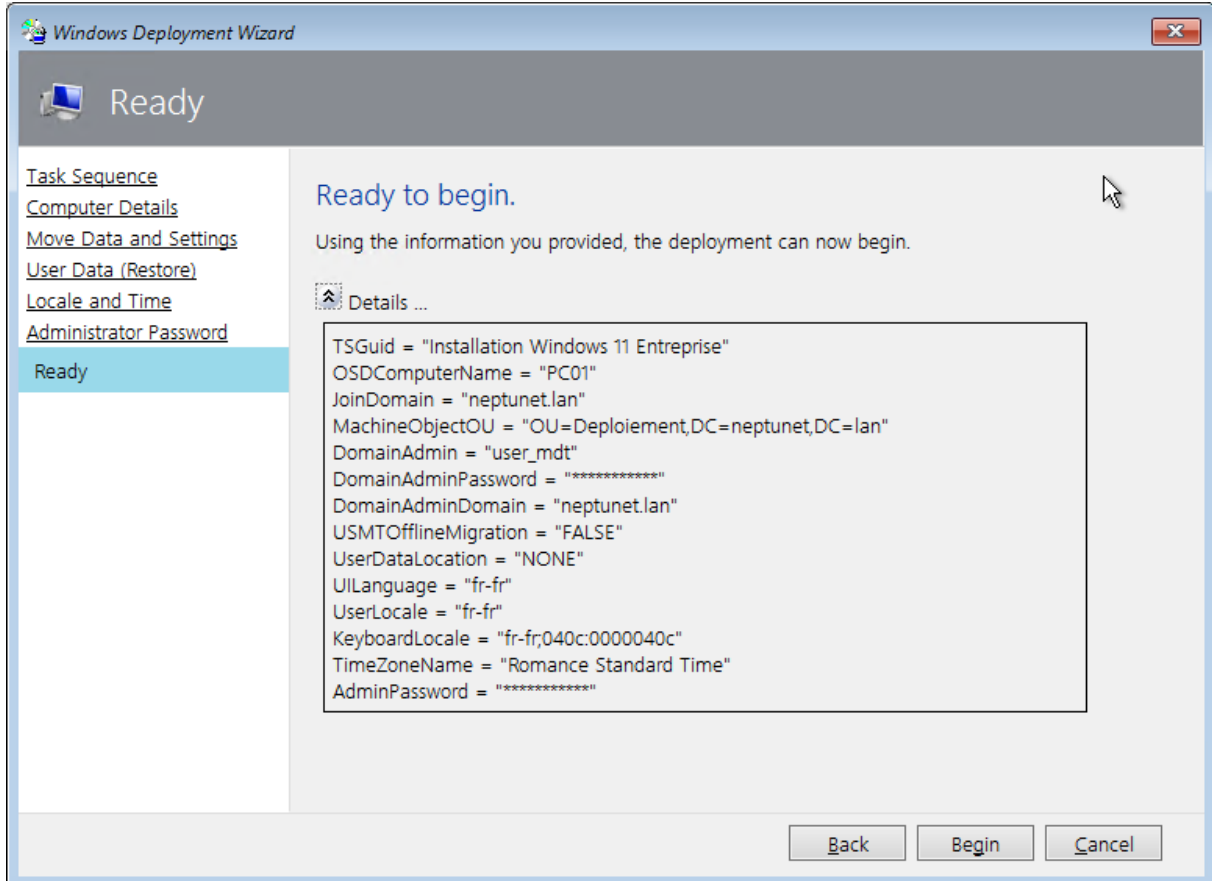 Windows Deployment Wizard
Ready
Task Sequence
Computer Details
Move Data and Settings
User Data (Restore)
Locale and Time
Administrator Password
Ready
Ready to begin.
Using the information you provided, the deployment can now begin.
Details ...
TSGuid = "Installation Windows 11 Entreprise"
OSDComputerName = "PC01"
JoinDomain = "neptunet.lan"
MachineObjectOU = "OU=Deploiement,DC=neptunet,DC=lan"
DomainAdmin = "user_mdt"
DomainAdminPassword = "***********"
DomainAdminDomain = "neptunet.lan"
USMTOfflineMigration = "FALSE"
UserDataLocation = "NONE"
UILanguage = "fr-fr"
UserLocale = "fr-fr"
KeyboardLocale = "fr-fr;040c:0000040c"
TimeZoneName = "Romance Standard Time"
AdminPassword = "***********"
Back Begin Cancel